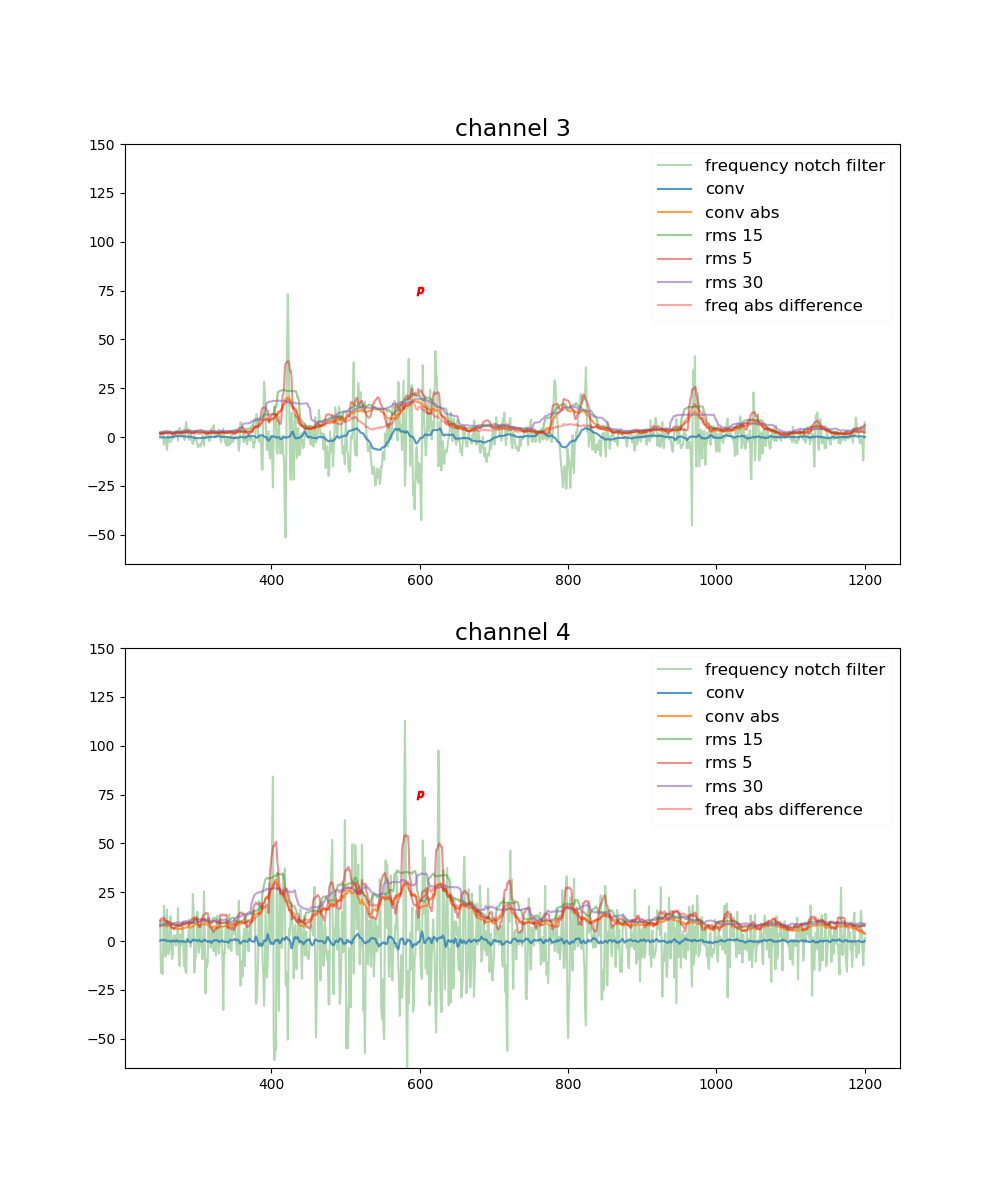 channel 3
150
125
100
75
50
25
0
−25
−50
frequency notch filter
conv
conv abs
rms 15
rms 5
rms 30
freq abs difference
p
400 600 800 1000 1200
channel 4
150
125
100
75
50
25
0
−25
−50
frequency notch filter
conv
conv abs
rms 15
rms 5
rms 30
freq abs difference
p
400 600 800 1000 1200